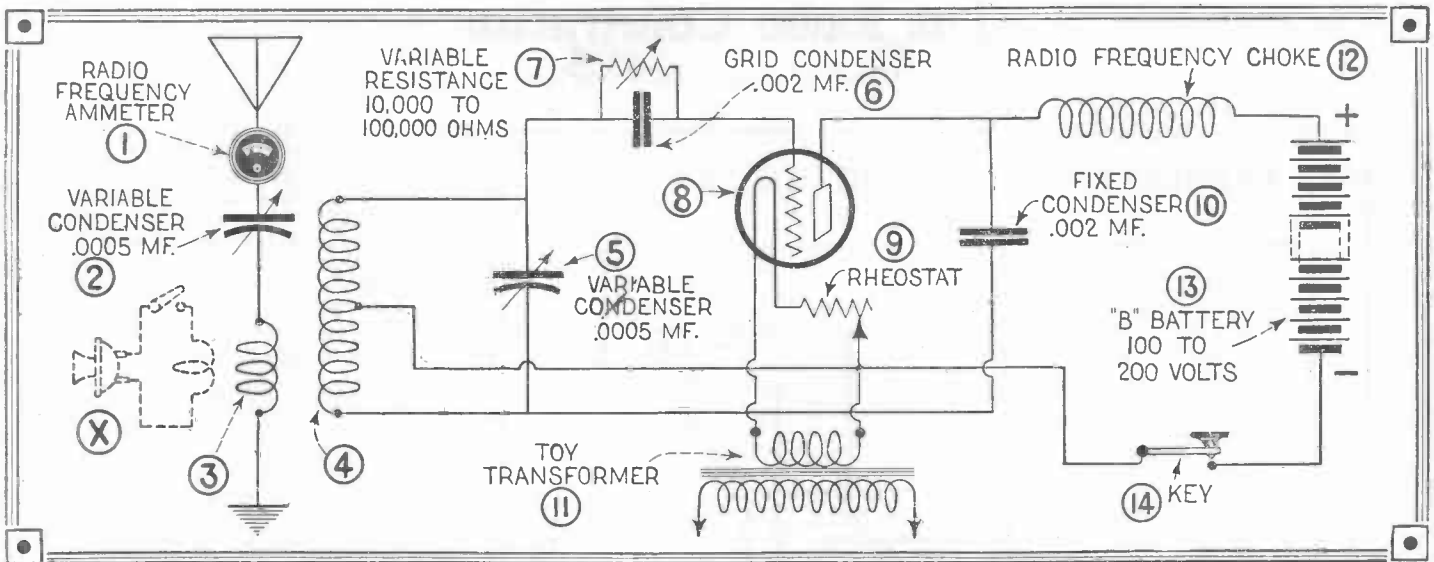 RADIO
FREQUENCY
AMMETER
1
VARIABLE
CONDENSER
.0005 MF.
2
X
3
4
VARIABLE
RESISTANCE
10,000 TO
100,000 OHMS
7
GRID CONDENSER
.002 MF. 6
5
VARIABLE
CONDENSER
.0005 MF.
8
9
RHEOSTAT
TOY
TRANSFORMER
11
RADIO FREQUENCY CHOKE 12
FIXED
CONDENSER 10
.002 MF.
+
13
"B" BATTERY
100 TO
200 VOLTS
−
14 KEY